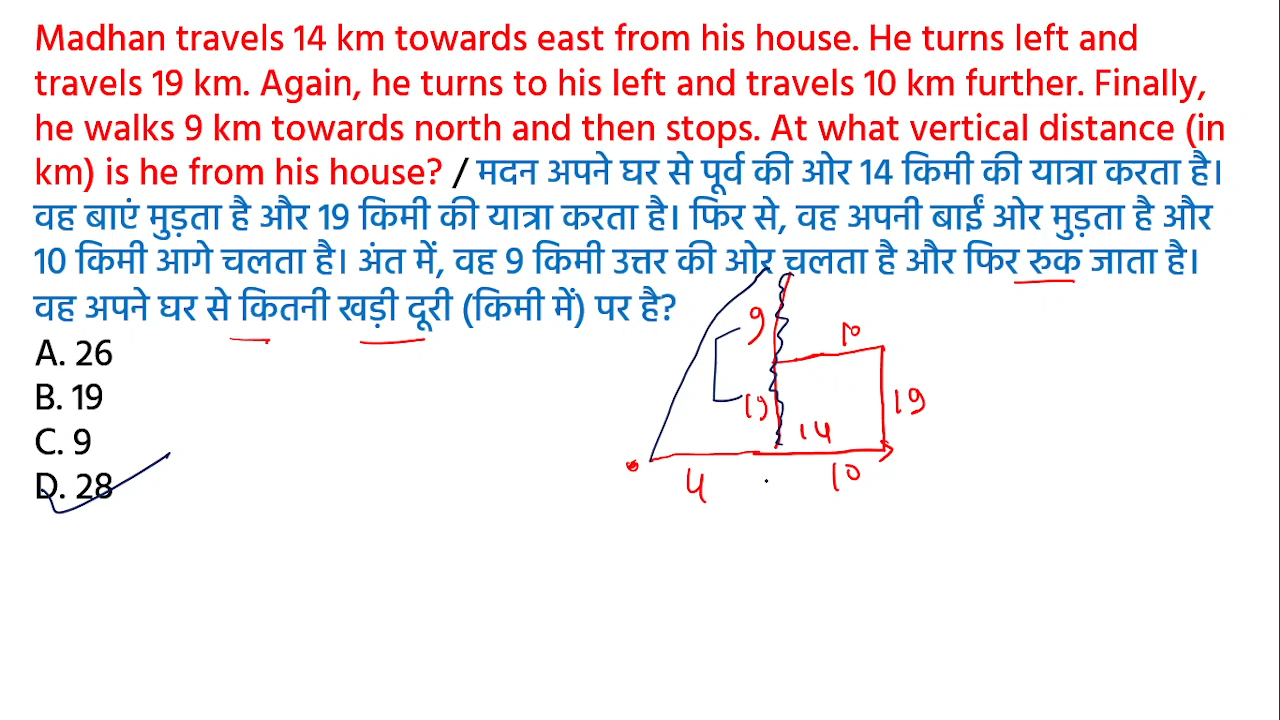 Madhan travels 14 km towards east from his house. He turns left and
travels 19 km. Again, he turns to his left and travels 10 km further. Finally,
he walks 9 km towards north and then stops. At what vertical distance (in
km) is he from his house? / मदन अपने घर से पूर्व की ओर 14 किमी की यात्रा करता है।
वह बाएं मुड़ता है और 19 किमी की यात्रा करता है। फिर से, वह अपनी बाईं ओर मुड़ता है और
10 किमी आगे चलता है। अंत में, वह 9 किमी उत्तर की ओर चलता है और फिर रुक जाता है।
वह अपने घर से कितनी खड़ी दूरी (किमी में) पर है?
A. 26
B. 19
C. 9
D. 28
9
10
19
19
14
4
10